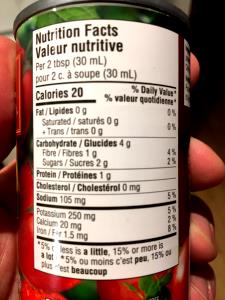 Nutrition Facts
Valeur nutritive
Per 2 tbsp (30 mL)
pour 2 c. à soupe (30 mL)
Calories 20
% Daily Value*
% valeur quotidienne*
Fat / Lipides 0 g 0 %
Saturated / saturés 0 g 0 %
+ Trans / trans 0 g
Carbohydrate / Glucides 4 g
Fibre / Fibres 1 g 4 %
Sugars / Sucres 2 g 2 %
Protein / Protéines 1 g
Cholesterol / Cholestérol 0 mg
Sodium 105 mg 5 %
Potassium 250 mg 5 %
Calcium 20 mg 2 %
Iron / Fer 1.5 mg 8 %
*5% or less is a little, 15% or more is
a lot *5% ou moins c'est peu, 15% ou
plus c'est beaucoup